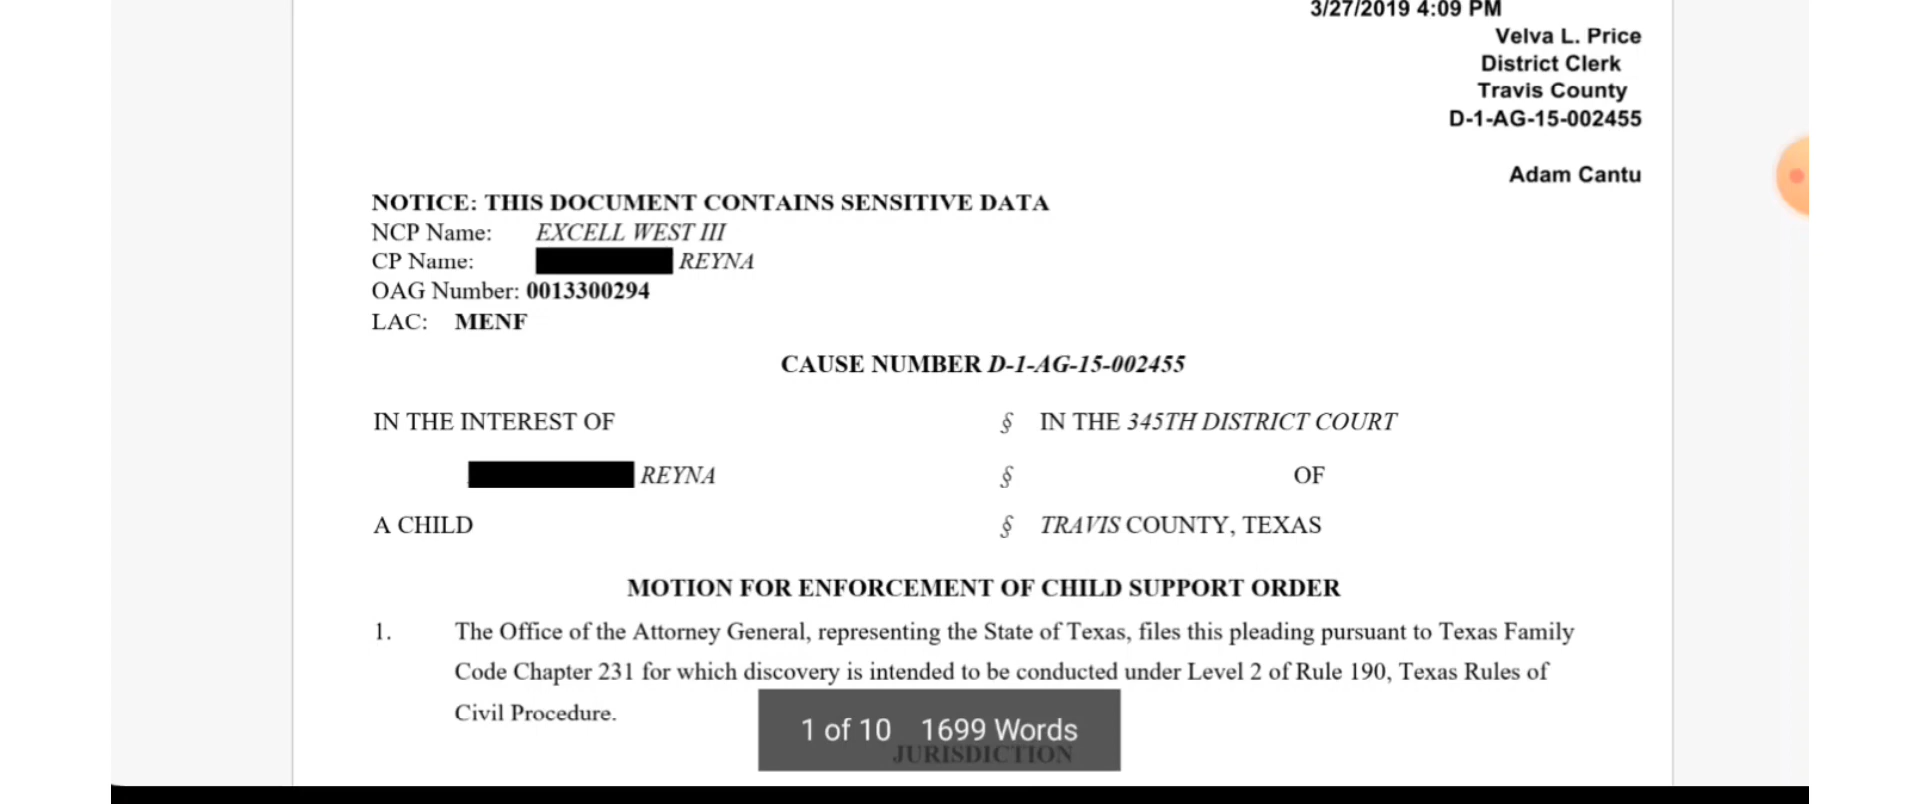 3/27/2019 4:09 PM
Velva L. Price
District Clerk
Travis County
D-1-AG-15-002455
Adam Cantu
NOTICE: THIS DOCUMENT CONTAINS SENSITIVE DATA
NCP Name: EXCELL WEST III
CP Name: REYNA
OAG Number: 0013300294
LAC: MENF
CAUSE NUMBER D-1-AG-15-002455
IN THE INTEREST OF § IN THE 345TH DISTRICT COURT
REYNA § OF
A CHILD § TRAVIS COUNTY, TEXAS
MOTION FOR ENFORCEMENT OF CHILD SUPPORT ORDER
1. The Office of the Attorney General, representing the State of Texas, files this pleading pursuant to Texas Family
Code Chapter 231 for which discovery is intended to be conducted under Level 2 of Rule 190, Texas Rules of
Civil Procedure.
1 of 10 1699 Words
JURISDICTION